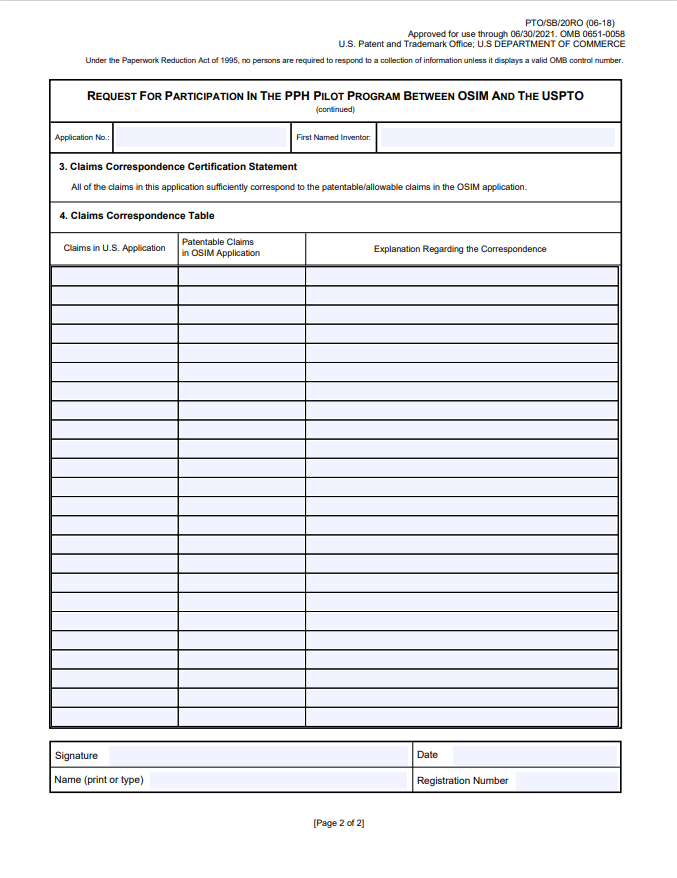 PTO/SB/20RO (06-18)
Approved for use through 06/30/2021. OMB 0651-0058
U.S. Patent and Trademark Office; U.S DEPARTMENT OF COMMERCE
Under the Paperwork Reduction Act of 1995, no persons are required to respond to a collection of information unless it displays a valid OMB control number.
REQUEST FOR PARTICIPATION IN THE PPH PILOT PROGRAM BETWEEN OSIM AND THE USPTO
(continued)
Application No.: First Named Inventor:
3. Claims Correspondence Certification Statement
All of the claims in this application sufficiently correspond to the patentable/allowable claims in the OSIM application.
4. Claims Correspondence Table
Claims in U.S. Application
Patentable Claims
in OSIM Application
Explanation Regarding the Correspondence
Signature Date
Name (print or type) Registration Number
[Page 2 of 2]